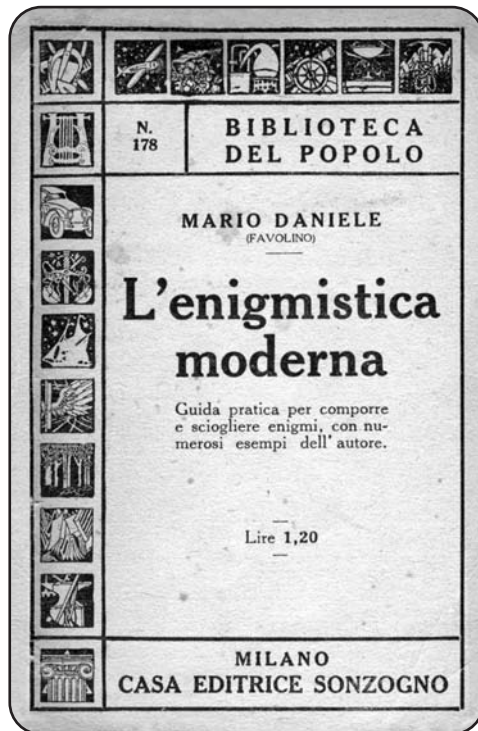 N.
178
BIBLIOTECA
DEL POPOLO
MARIO DANIELE
(FAVOLINO)
L'enigmistica
moderna
Guida pratica per comporre
e sciogliere enigmi, con nu-
merosi esempi dell'autore.
Lire 1,20
MILANO
CASA EDITRICE SONZOGNO